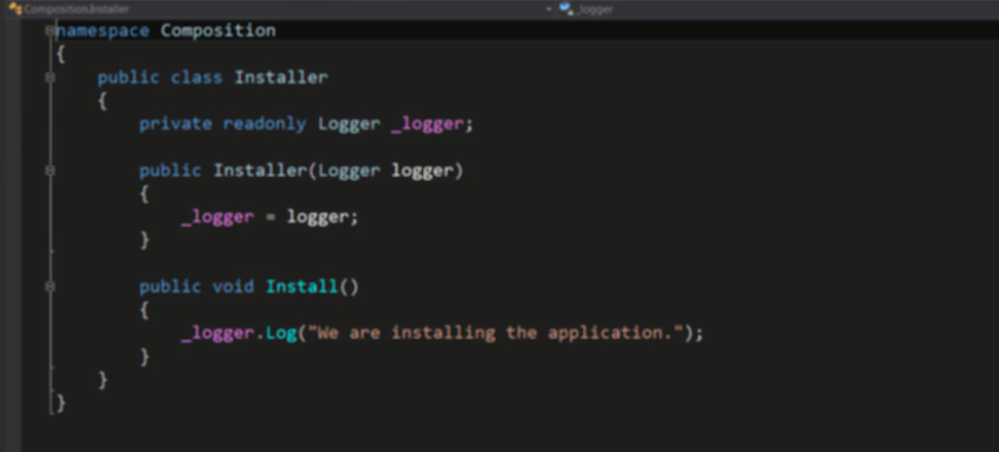 Composition.Installer _logger
namespace Composition
{
public class Installer
{
private readonly Logger _logger;
public Installer(Logger logger)
{
_logger = logger;
}
public void Install()
{
_logger.Log("We are installing the application.");
}
}
}